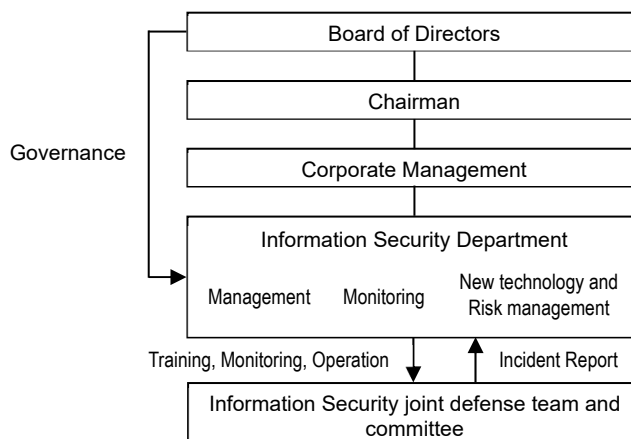 Board of Directors
Chairman
Governance
Corporate Management
Information Security Department
Management
Monitoring
New technology and
Risk management
Training, Monitoring, Operation
Incident Report
Information Security joint defense team and
committee